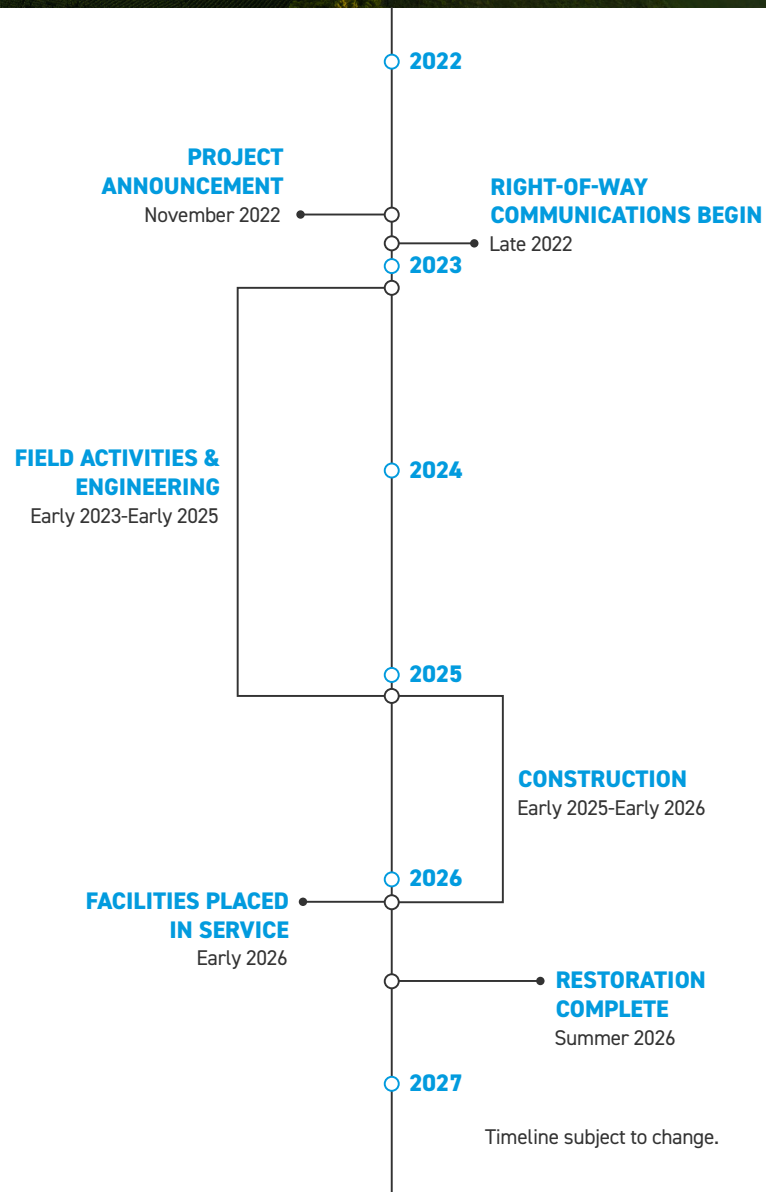 2022
PROJECT
ANNOUNCEMENT
November 2022
RIGHT-OF-WAY
COMMUNICATIONS BEGIN
Late 2022
2023
FIELD ACTIVITIES &
ENGINEERING
Early 2023-Early 2025
2024
2025
CONSTRUCTION
Early 2025-Early 2026
2026
FACILITIES PLACED
IN SERVICE
Early 2026
RESTORATION
COMPLETE
Summer 2026
2027
Timeline subject to change.